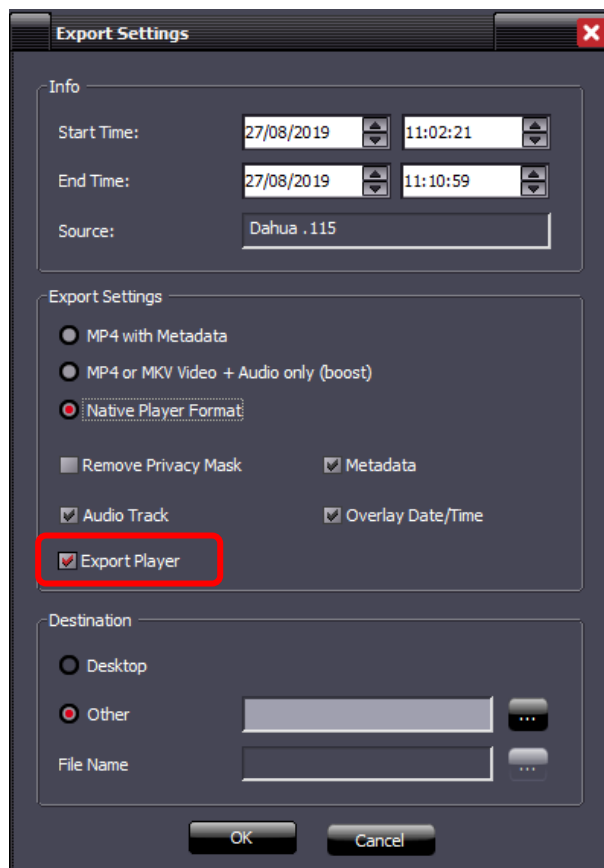 Export Settings
Info
Start Time: 27/08/2019 11:02:21
End Time: 27/08/2019 11:10:59
Source: Dahua .115
Export Settings
MP4 with Metadata
MP4 or MKV Video + Audio only (boost)
Native Player Format
Remove Privacy Mask Metadata
Audio Track Overlay Date/Time
Export Player
Destination
Desktop
Other ...
File Name ...
OK Cancel